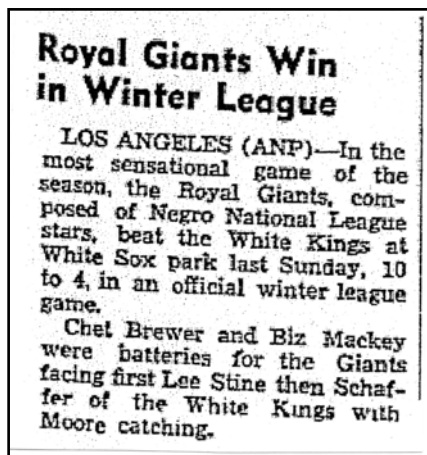 Royal Giants Win
in Winter League
LOS ANGELES (ANP)—In the
most sensational game of the
season, the Royal Giants, com-
posed of Negro National League
stars, beat the White Kings at
White Sox park last Sunday, 10
to 4, in an official winter league
game.
Chet Brewer and Biz Mackey
were batteries for the Giants
facing first Lee Stine then Schaf-
fer of the White Kings with
Moore catching.